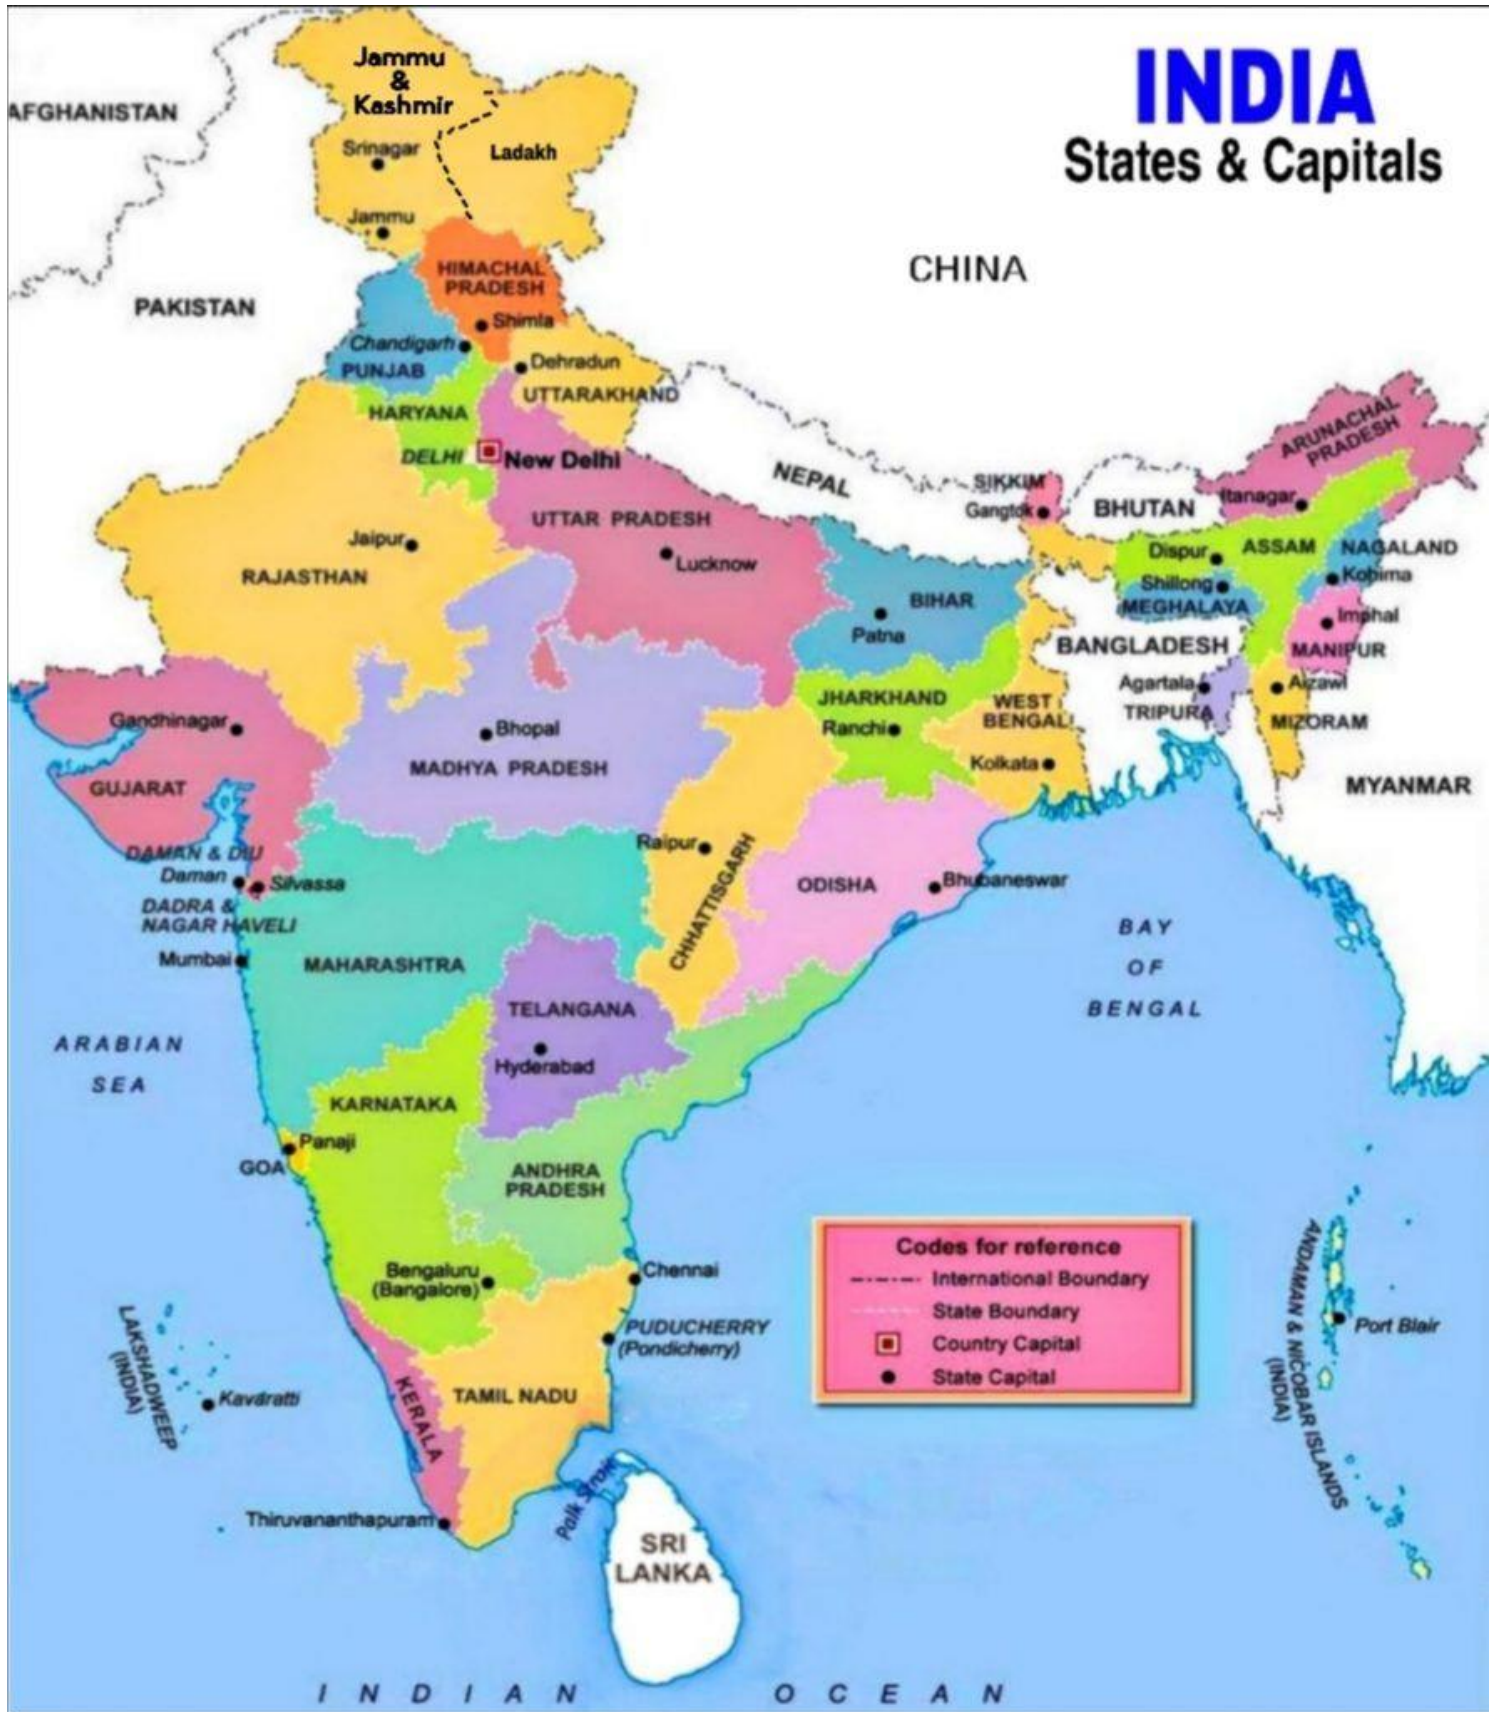 INDIA
States & Capitals
Jammu
&
Kashmir
Srinagar
Ladakh
Jammu
AFGHANISTAN
PAKISTAN
CHINA
HIMACHAL
PRADESH
Shimla
Chandigarh
PUNJAB
Dehradun
UTTARAKHAND
HARYANA
DELHI
New Delhi
NEPAL
SIKKIM
Gangtok
BHUTAN
ARUNACHAL
PRADESH
Itanagar
UTTAR PRADESH
Lucknow
Jaipur
RAJASTHAN
BIHAR
Patna
Dispur
ASSAM
NAGALAND
Kohima
Shillong
MEGHALAYA
Imphal
MANIPUR
BANGLADESH
Agartala
TRIPURA
Aizawl
MIZORAM
MYANMAR
JHARKHAND
Ranchi
WEST
BENGAL
Kolkata
Gandhinagar
GUJARAT
Bhopal
MADHYA PRADESH
DAMAN & DIU
Daman
Silvassa
DADRA &
NAGAR HAVELI
Mumbai
MAHARASHTRA
Raipur
CHHATTISGARH
ODISHA
Bhubaneswar
BAY
OF
BENGAL
ARABIAN
SEA
TELANGANA
Hyderabad
KARNATAKA
Panaji
GOA
ANDHRA
PRADESH
Bengaluru
(Bangalore)
Chennai
PUDUCHERRY
(Pondicherry)
Codes for reference
International Boundary
State Boundary
Country Capital
State Capital
ANDAMAN & NICOBAR ISLANDS
(INDIA)
Port Blair
LAKSHADWEEP
(INDIA)
Kavaratti
KERALA
TAMIL NADU
Thiruvananthapuram
Palk Strait
SRI
LANKA
INDIAN OCEAN